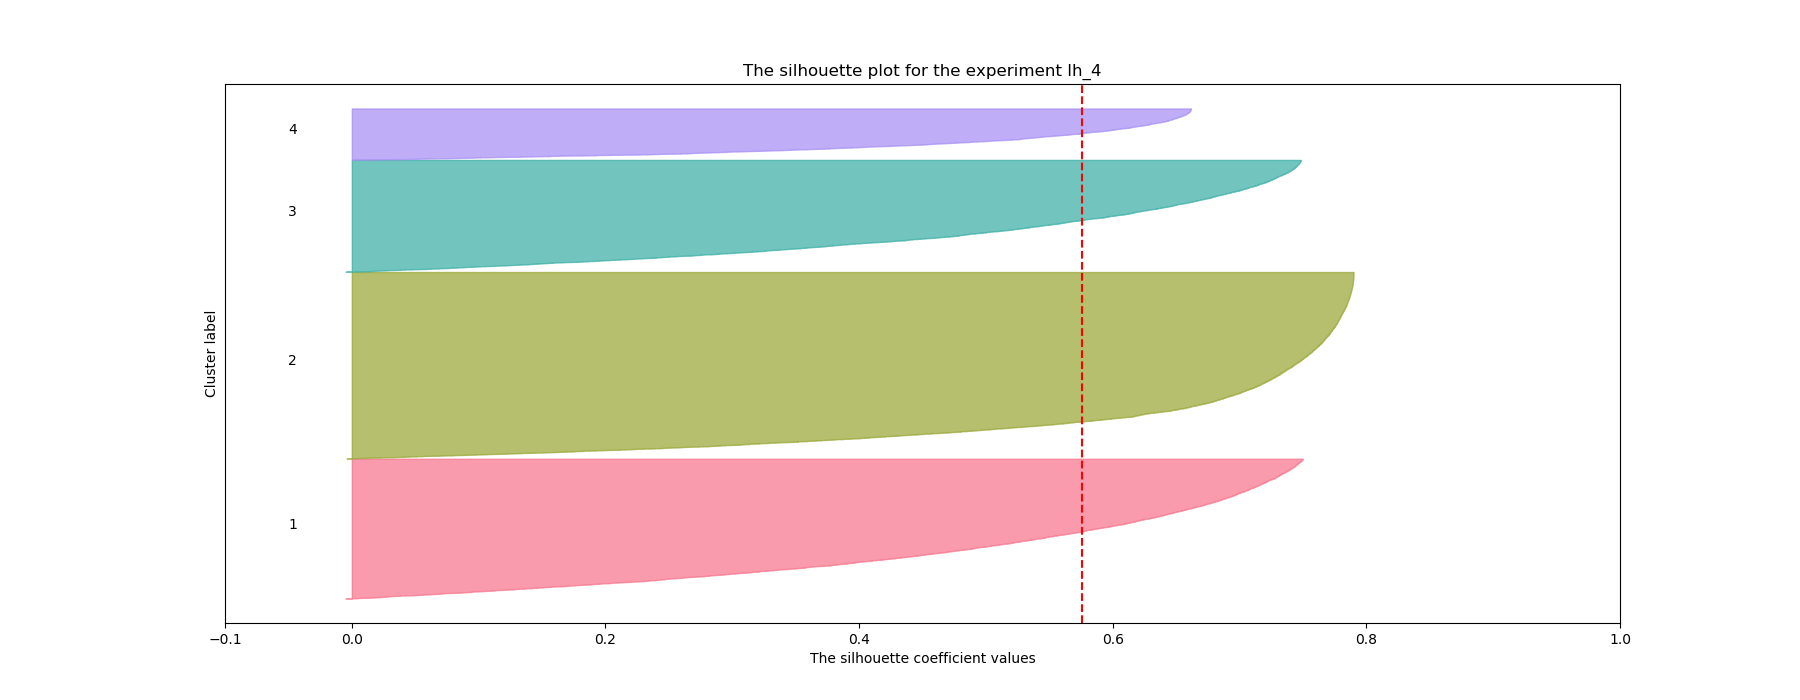 The silhouette plot for the experiment lh_4
Cluster label
4
3
2
1
−0.1 0.0 0.2 0.4 0.6 0.8 1.0
The silhouette coefficient values